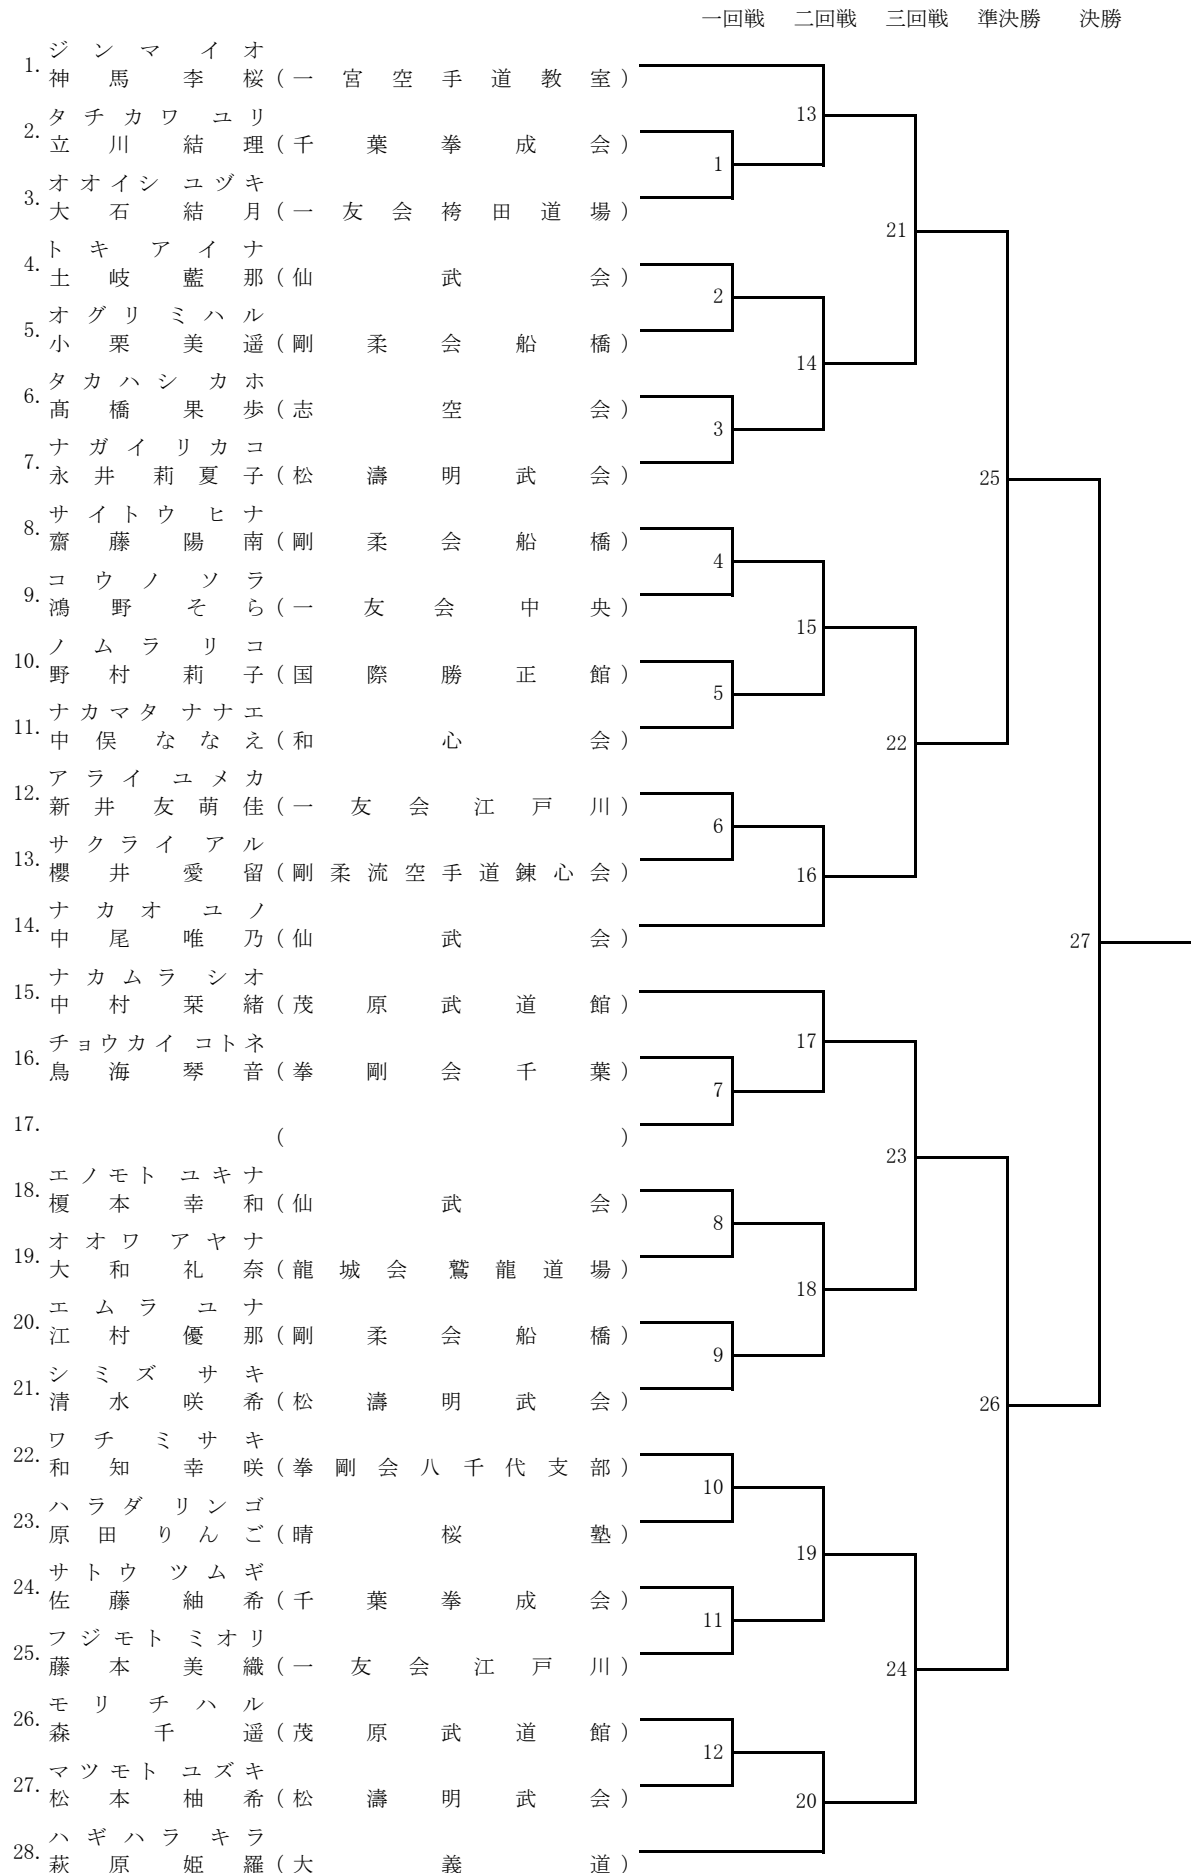 一回戦 二回戦 三回戦 準決勝 決勝
ジンマ イオ
1. 神馬 李桜 (一宮空手道教室)
タチカワ ユリ
2. 立川 結理 (千葉拳成会)
オオイシ ユヅキ
3. 大石 結月 (一友会袴田道場)
トキ アイナ
4. 土岐 藍那 (仙武会)
オグリ ミハル
5. 小栗 美遥 (剛柔会船橋)
タカハシ カホ
6. 髙橋 果歩 (志空会)
ナガイ リカコ
7. 永井 莉夏子 (松濤明武会)
サイトウ ヒナ
8. 齋藤 陽南 (剛柔会船橋)
コウノ ソラ
9. 鴻野 そら (一友会中央)
ノムラ リコ
10. 野村 莉子 (国際勝正館)
ナカマタ ナナエ
11. 中俣 ななえ (和心会)
アライ ユメカ
12. 新井 友萌佳 (一友会江戸川)
サクライ アル
13. 櫻井 愛留 (剛柔流空手道錬心会)
ナカオ ユノ
14. 中尾 唯乃 (仙武会)
ナカムラ シオ
15. 中村 栞緒 (茂原武道館)
チョウカイ コトネ
16. 鳥海 琴音 (拳剛会千葉)
17. ( )
エノモト ユキナ
18. 榎本 幸和 (仙武会)
オオワ アヤナ
19. 大和 礼奈 (龍城会 鷲龍道場)
エムラ ユナ
20. 江村 優那 (剛柔会船橋)
シミズ サキ
21. 清水 咲希 (松濤明武会)
ワチ ミサキ
22. 和知 幸咲 (拳剛会八千代支部)
ハラダ リンゴ
23. 原田 りんご (晴桜塾)
サトウ ツムギ
24. 佐藤 紬希 (千葉拳成会)
フジモト ミオリ
25. 藤本 美織 (一友会江戸川)
モリ チハル
26. 森 千遥 (茂原武道館)
マツモト ユズキ
27. 松本 柚希 (松濤明武会)
ハギハラ キラ
28. 萩原 姫羅 (大義道)
1
2
3
4
5
6
7
8
9
10
11
12
13
14
15
16
17
18
19
20
21
22
23
24
25
26
27